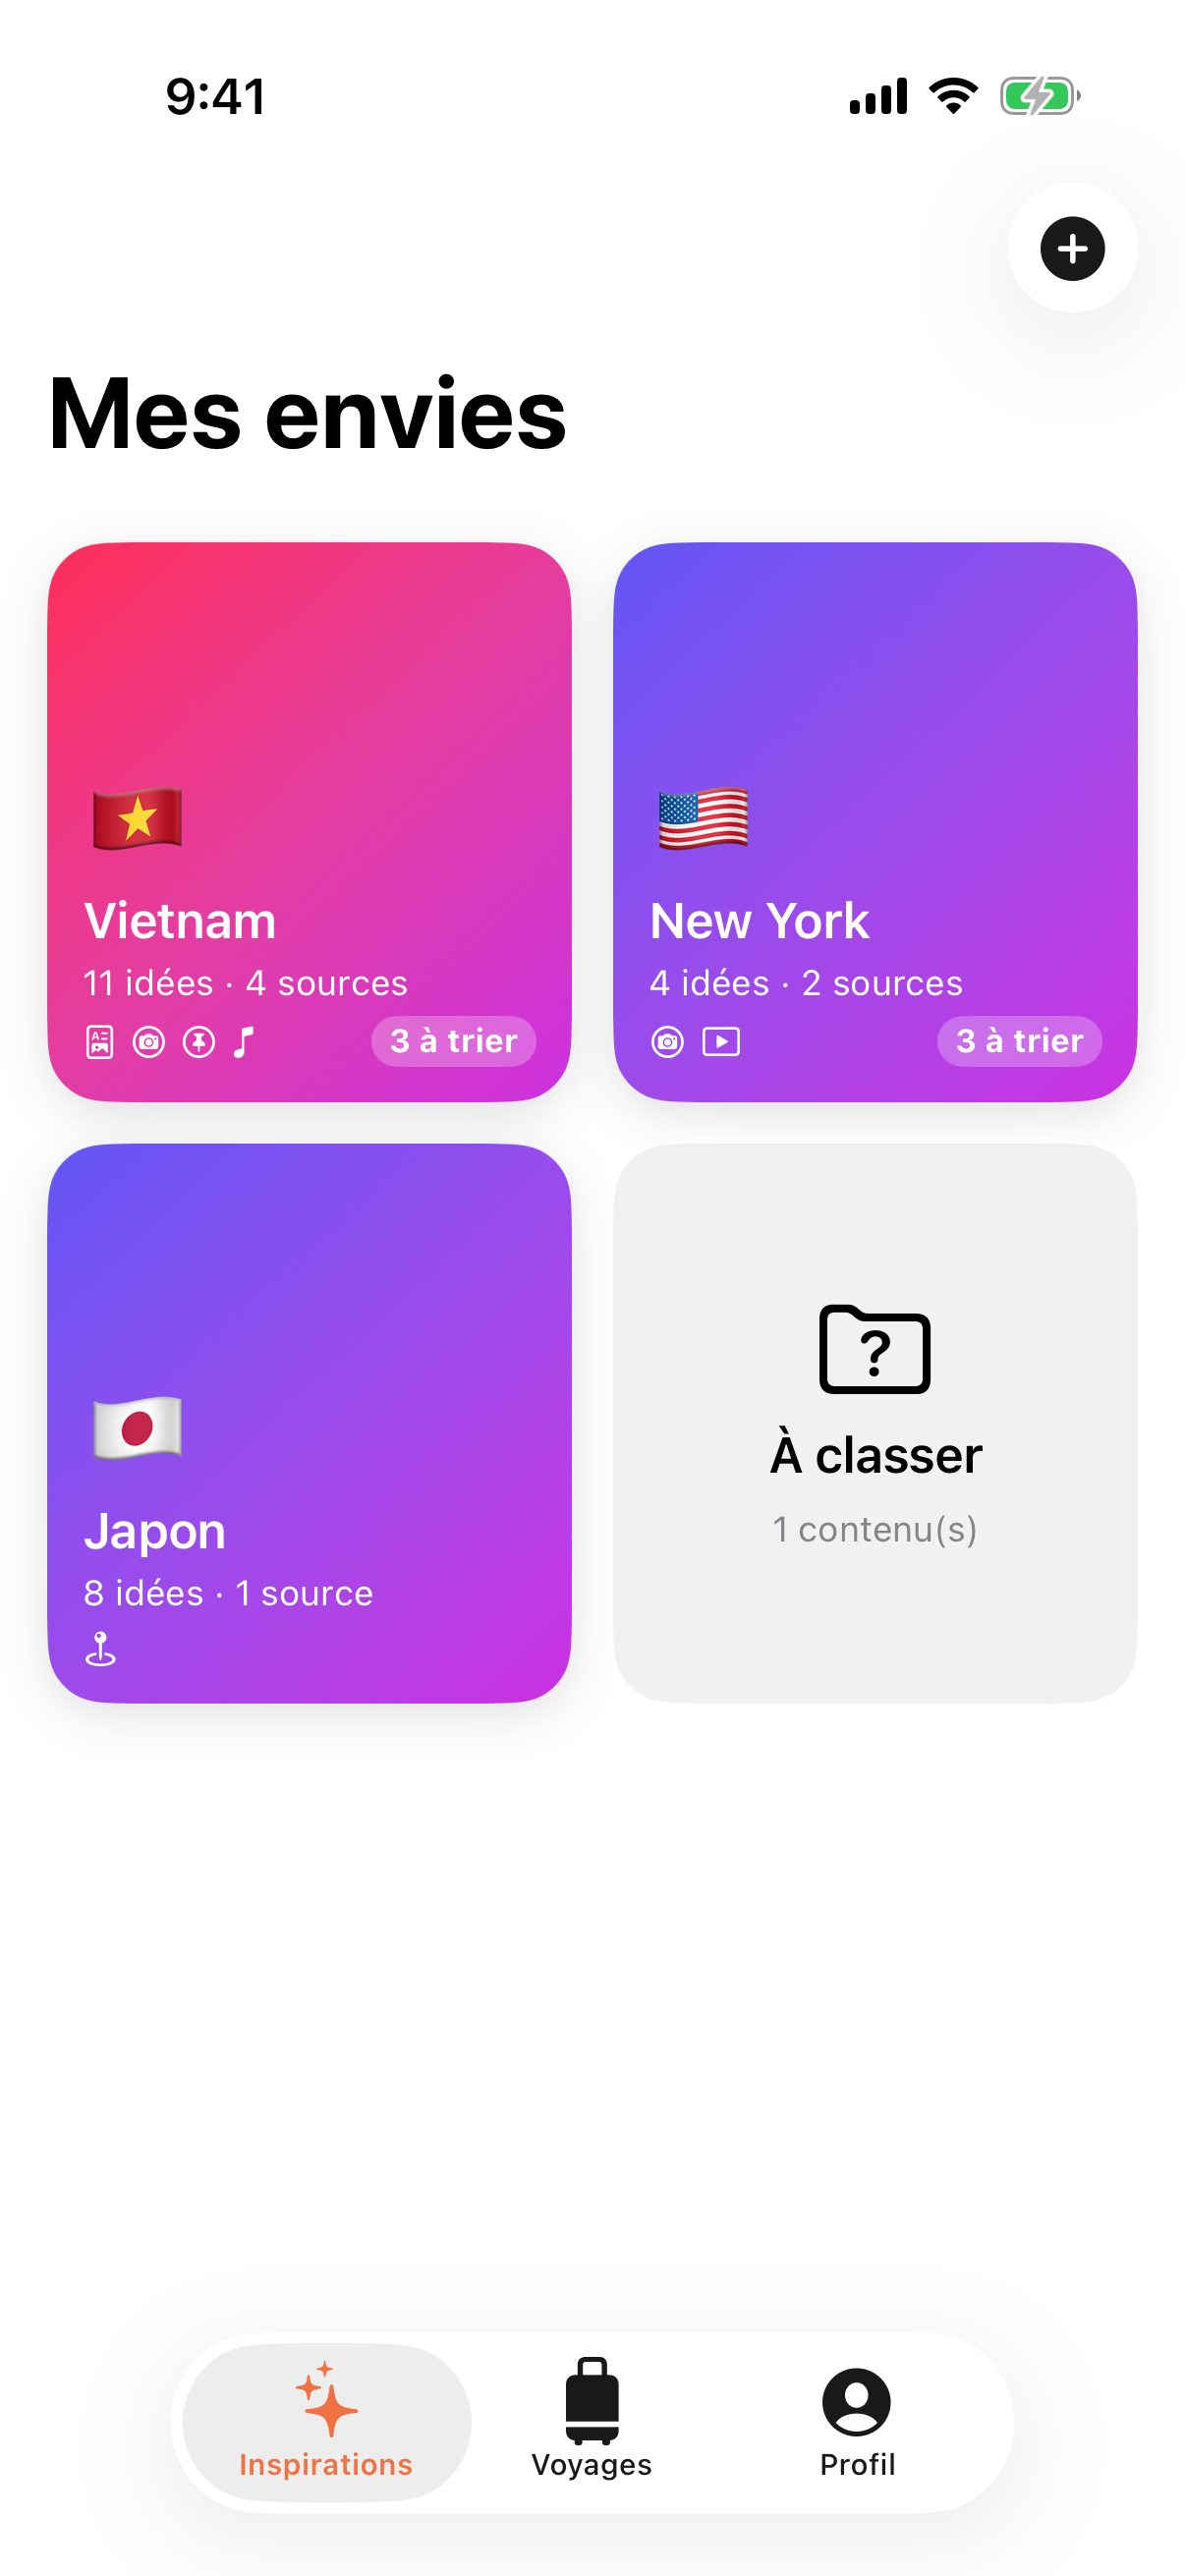 9:41
Mes envies
Vietnam
11 idées · 4 sources
3 à trier
New York
4 idées · 2 sources
3 à trier
Japon
8 idées · 1 source
À classer
1 contenu(s)
Inspirations
Voyages
Profil